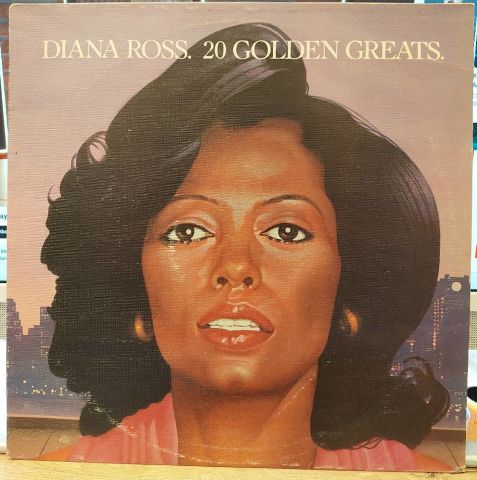 DIANA ROSS. 20 GOLDEN GREATS.